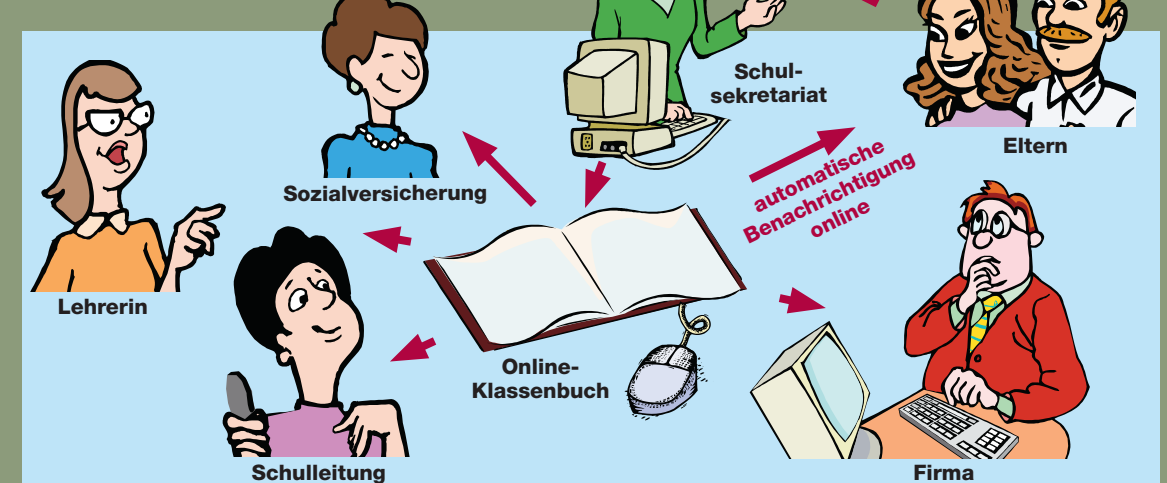 Schul-
sekretariat
Eltern
Sozialversicherung
automatische
Benachrichtigung
online
Lehrerin
Online-
Klassenbuch
Schulleitung
Firma